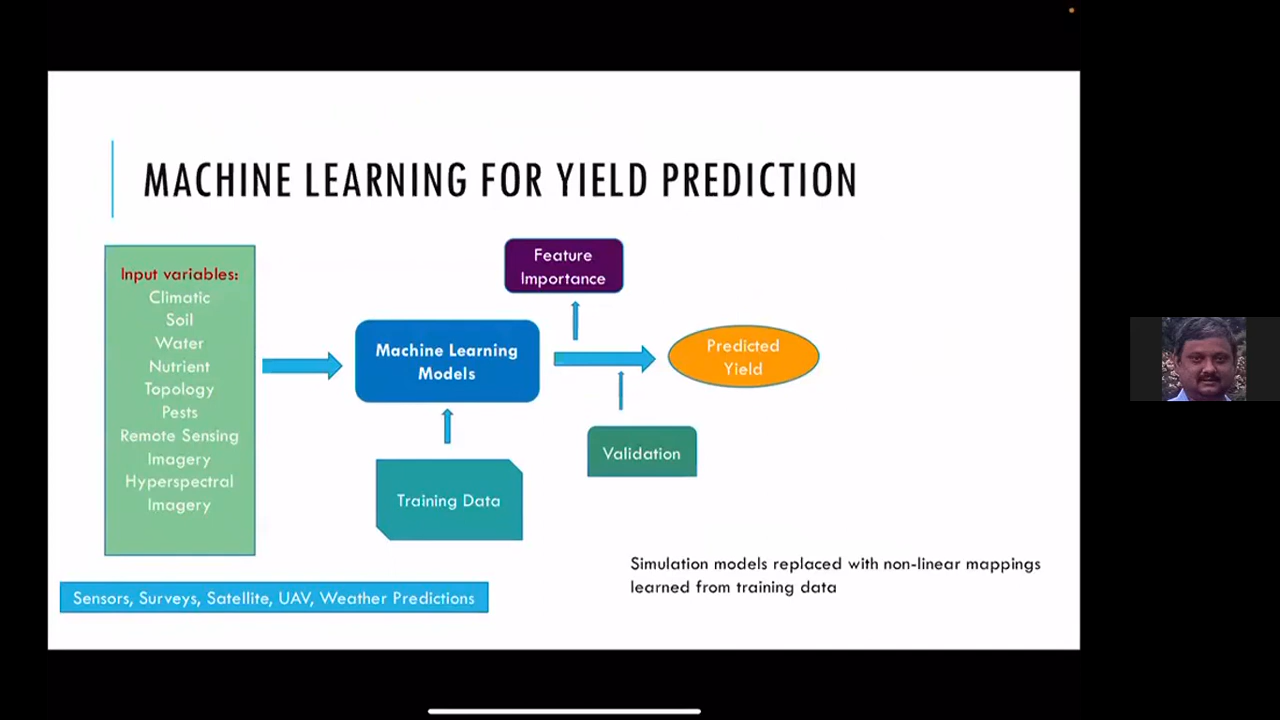 MACHINE LEARNING FOR YIELD PREDICTION
Input variables:
Climatic
Soil
Water
Nutrient
Topology
Pests
Remote Sensing
Imagery
Hyperspectral
Imagery
Feature
Importance
Machine Learning
Models
Predicted
Yield
Validation
Training Data
Simulation models replaced with non-linear mappings
learned from training data
Sensors, Surveys, Satellite, UAV, Weather Predictions